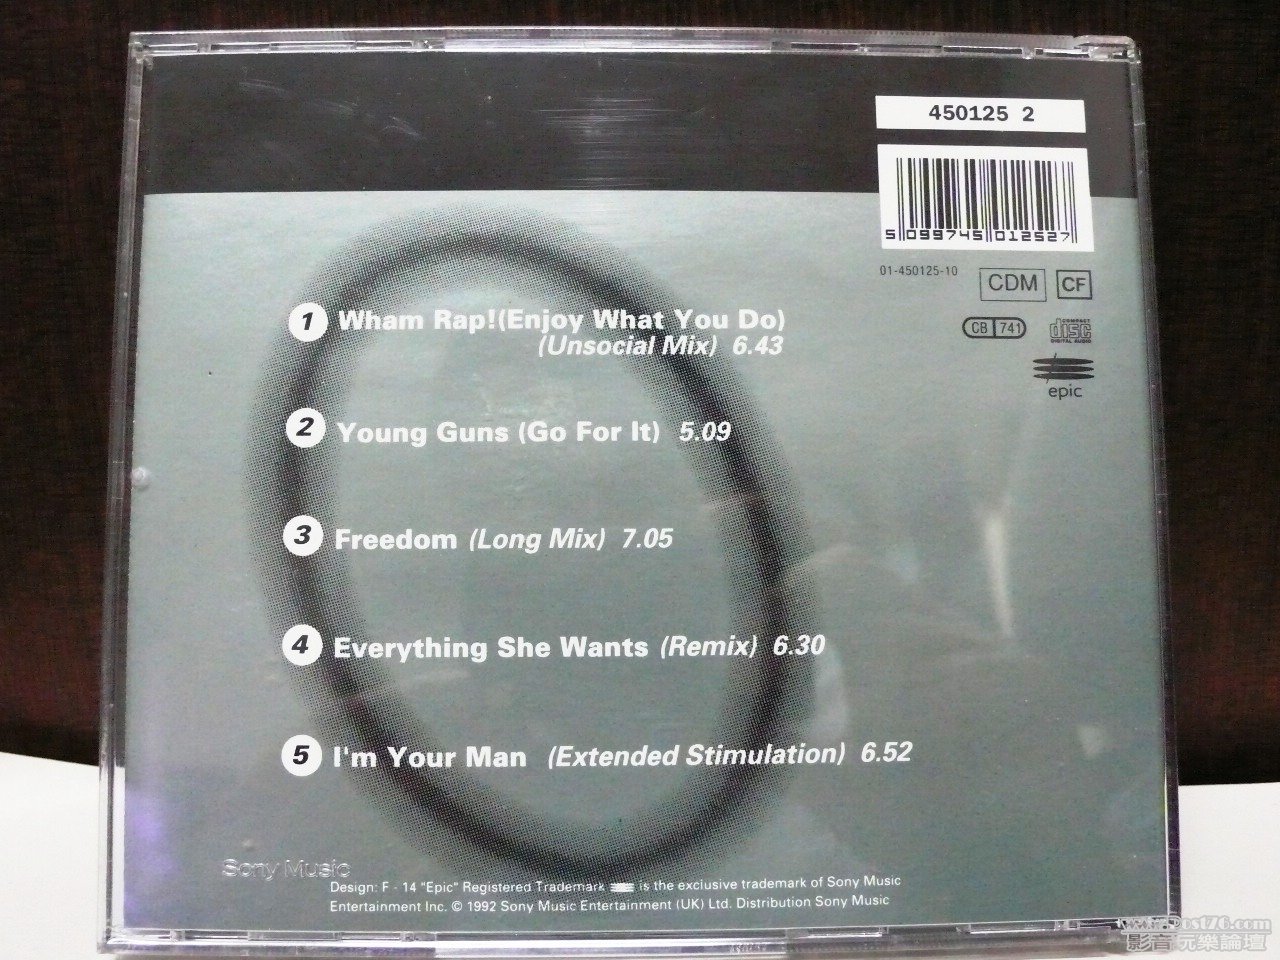 450125 2
5 099745 012527
01-450125-10
CDM CF
CB 741
COMPACT
disc
DIGITAL AUDIO
epic
1 Wham Rap!(Enjoy What You Do)
(Unsocial Mix) 6.43
2 Young Guns (Go For It) 5.09
3 Freedom (Long Mix) 7.05
4 Everything She Wants (Remix) 6.30
5 I'm Your Man (Extended Stimulation) 6.52
Sony Music
Design: F - 14 "Epic" Registered Trademark is the exclusive trademark of Sony Music
Entertainment Inc. © 1992 Sony Music Entertainment (UK) Ltd. Distribution Sony Music
www.Post76.com
影音玩樂論壇